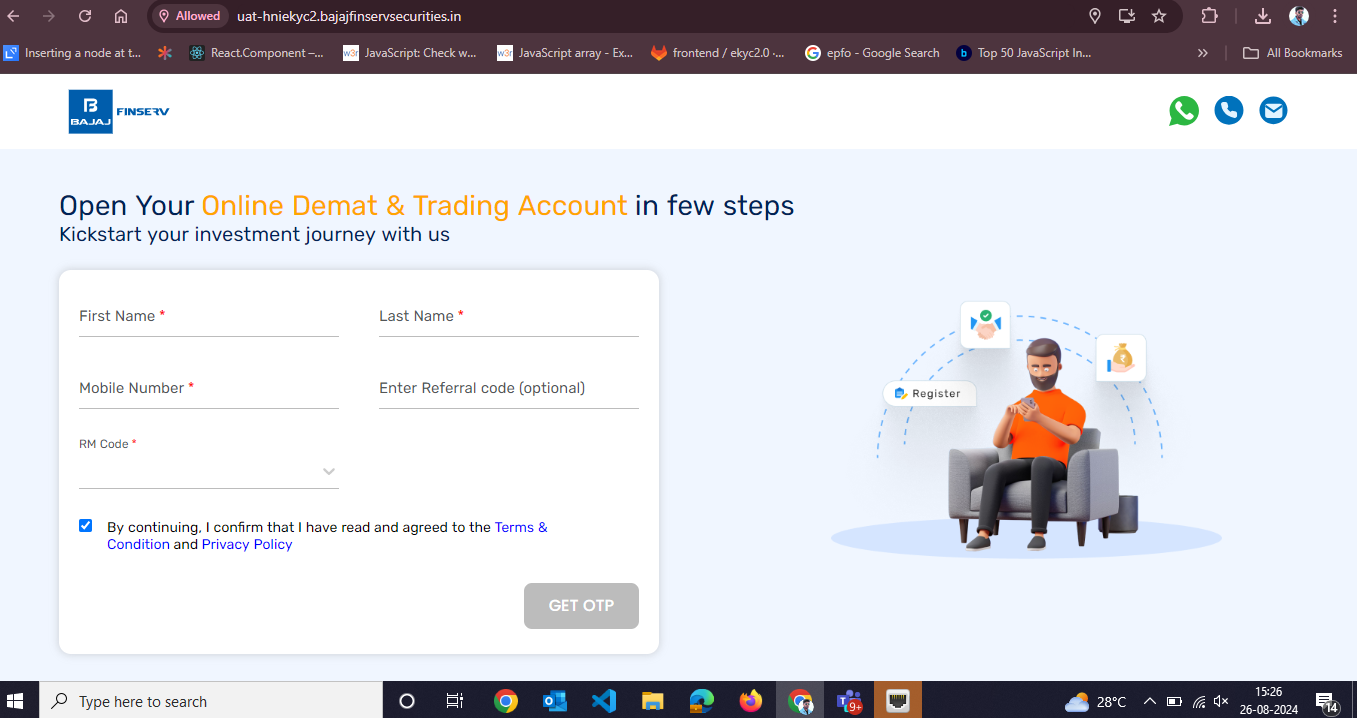 Allowed
uat-hniekyc2.bajajfinservsecurities.in
Inserting a node at t...
React.Component –...
w3r JavaScript: Check w...
w3r JavaScript array - Ex...
frontend / ekyc2.0 ·...
epfo - Google Search
b Top 50 JavaScript In...
»
All Bookmarks
B
BAJAJ
FINSERV
Open Your Online Demat & Trading Account in few steps
Kickstart your investment journey with us
First Name *
Last Name *
Mobile Number *
Enter Referral code (optional)
RM Code *
By continuing, I confirm that I have read and agreed to the Terms &
Condition and Privacy Policy
GET OTP
Register
₹
Type here to search
9+
28°C
15:26
26-08-2024
14